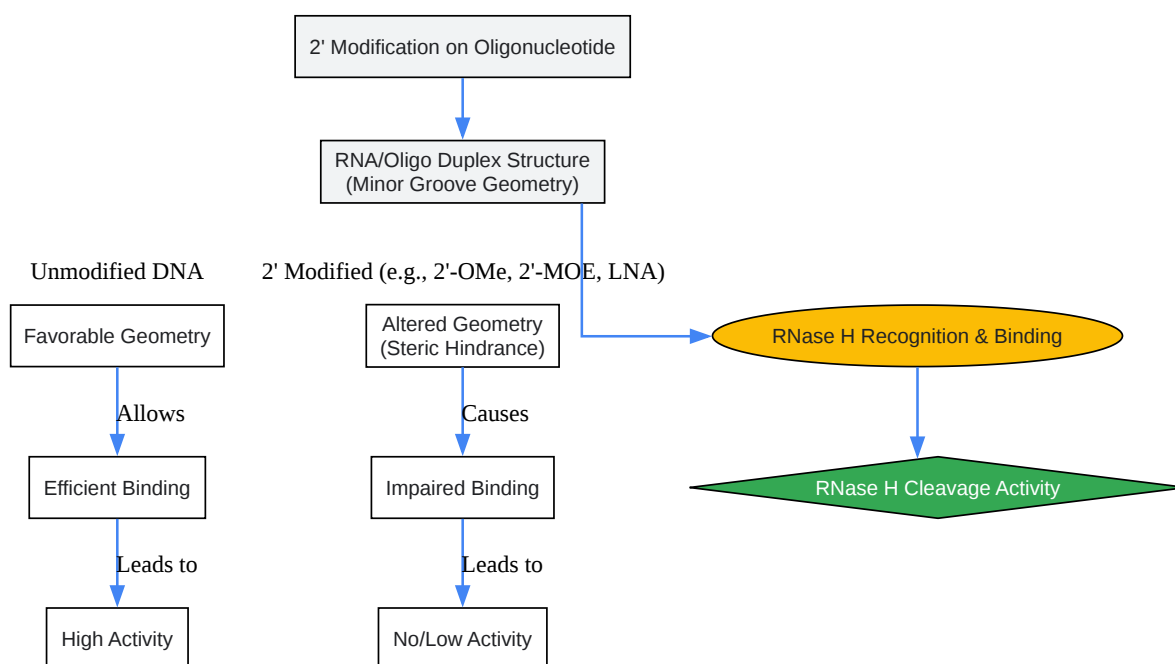 2' Modification on Oligonucleotide
RNA/Oligo Duplex Structure
(Minor Groove Geometry)
Unmodified DNA
2' Modified (e.g., 2'-OMe, 2'-MOE, LNA)
Favorable Geometry
Altered Geometry
(Steric Hindrance)
RNase H Recognition & Binding
Allows
Causes
Efficient Binding
Impaired Binding
RNase H Cleavage Activity
Leads to
Leads to
High Activity
No/Low Activity